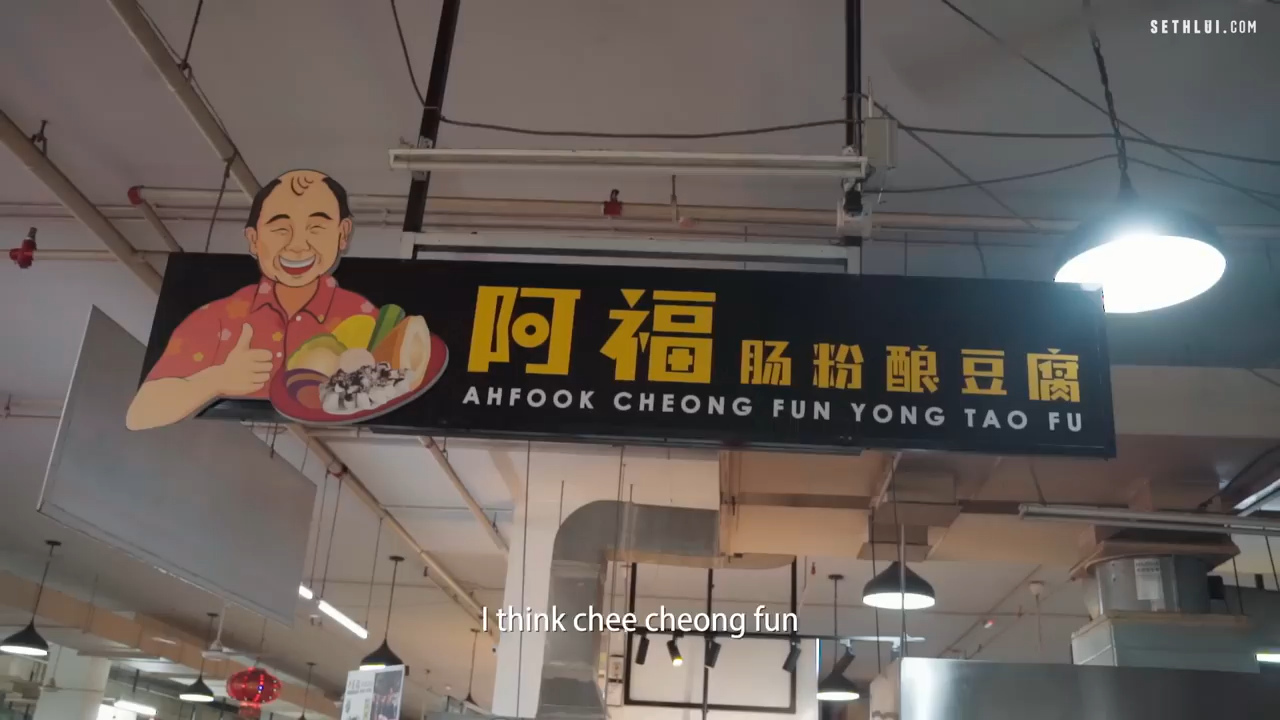 SETHLUI.COM
阿福 肠粉酿豆腐
AHFOOK CHEONG FUN YONG TAO FU
I think chee cheong fun